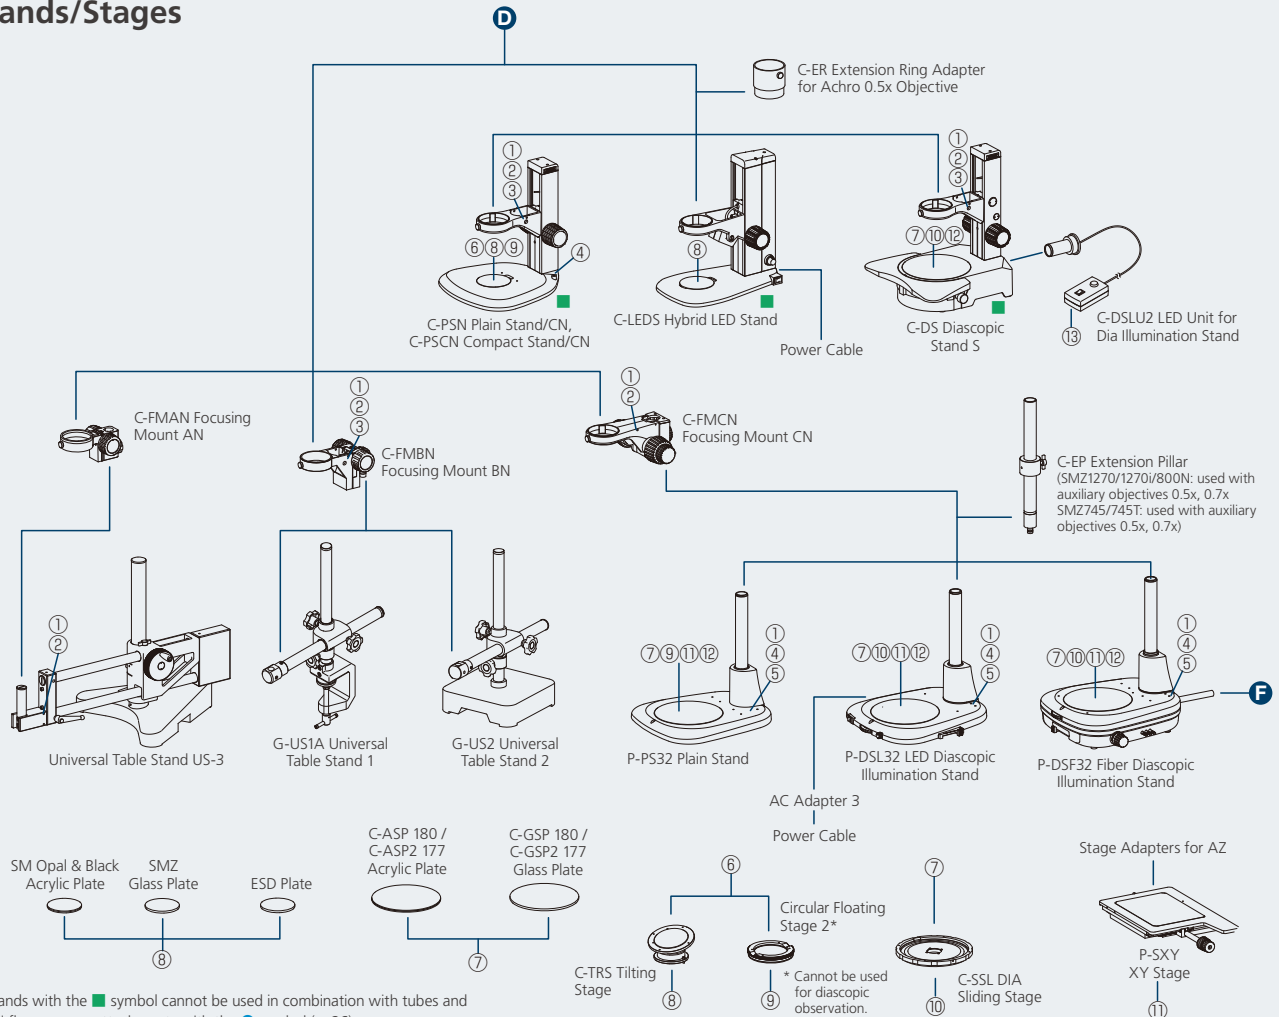 ands/Stages
D
C-ER Extension Ring Adapter
for Achro 0.5x Objective
①
②
③
⑥⑧⑨
④
C-PSN Plain Stand/CN,
C-PSCN Compact Stand/CN
⑧
C-LEDS Hybrid LED Stand
Power Cable
①
②
③
⑦⑩⑫
C-DS Diascopic
Stand S
⑬
C-DSLU2 LED Unit for
Dia Illumination Stand
C-FMAN Focusing
Mount AN
①
②
③
C-FMBN
Focusing Mount BN
①
②
C-FMCN
Focusing Mount CN
C-EP Extension Pillar
(SMZ1270/1270i/800N: used with
auxiliary objectives 0.5x, 0.7x
SMZ745/745T: used with auxiliary
objectives 0.5x, 0.7x)
①
②
Universal Table Stand US-3
G-US1A Universal
Table Stand 1
G-US2 Universal
Table Stand 2
⑦⑨⑪⑫
①
④
⑤
P-PS32 Plain Stand
⑦⑩⑪⑫
①
④
⑤
P-DSL32 LED Diascopic
Illumination Stand
AC Adapter 3
Power Cable
⑦⑩⑪⑫
①
④
⑤
F
P-DSF32 Fiber Diascopic
Illumination Stand
SM Opal & Black
Acrylic Plate
SMZ
Glass Plate
ESD Plate
⑧
C-ASP 180 /
C-ASP2 177
Acrylic Plate
C-GSP 180 /
C-GSP2 177
Glass Plate
⑦
⑥
C-TRS Tilting
Stage
⑧
Circular Floating
Stage 2*
⑨
* Cannot be used
for diascopic
observation.
⑦
C-SSL DIA
Sliding Stage
⑩
Stage Adapters for AZ
P-SXY
XY Stage
⑪
ands with the ■ symbol cannot be used in combination with tubes and